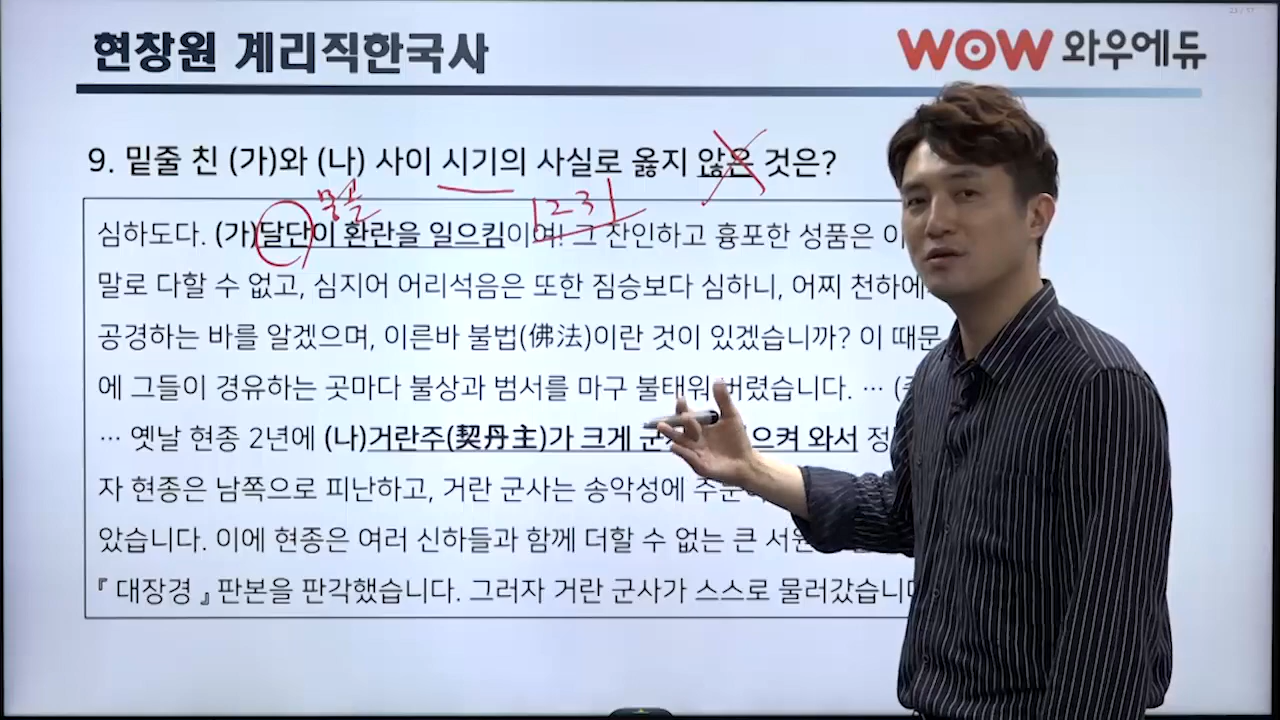 현창원 계리직한국사
WOW 와우에듀
9. 밑줄 친 (가)와 (나) 사이 시기의 사실로 옳지 않은 것은?
몽골
1231
심하도다. (가)달단이 환란을 일으킴이여! 그 잔인하고 흉포한 성품은 이
말로 다할 수 없고, 심지어 어리석음은 또한 짐승보다 심하니, 어찌 천하에
공경하는 바를 알겠으며, 이른바 불법(佛法)이란 것이 있겠습니까? 이 때문
에 그들이 경유하는 곳마다 불상과 범서를 마구 불태워 버렸습니다. …
… 옛날 현종 2년에 (나)거란주(契丹主)가 크게 와서
자 현종은 남쪽으로 피난하고, 거란 군사는 송악성에
았습니다. 이에 현종은 여러 신하들과 함께 더할 수 없는 큰
『 대장경 』 판본을 판각했습니다. 그러자 거란 군사가 스스로